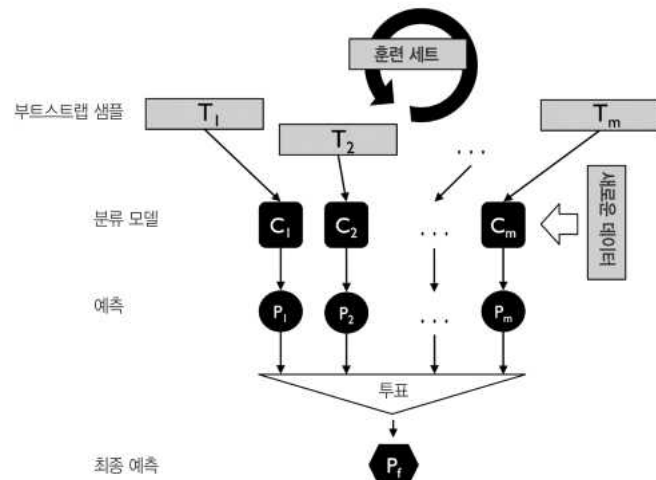 훈련 세트
부트스트랩 샘플
T₁
T₂
...
Tₘ
분류 모델
C₁
C₂
...
Cₘ
새로운 데이터
예측
P₁
P₂
...
Pₘ
투표
최종 예측
P_f